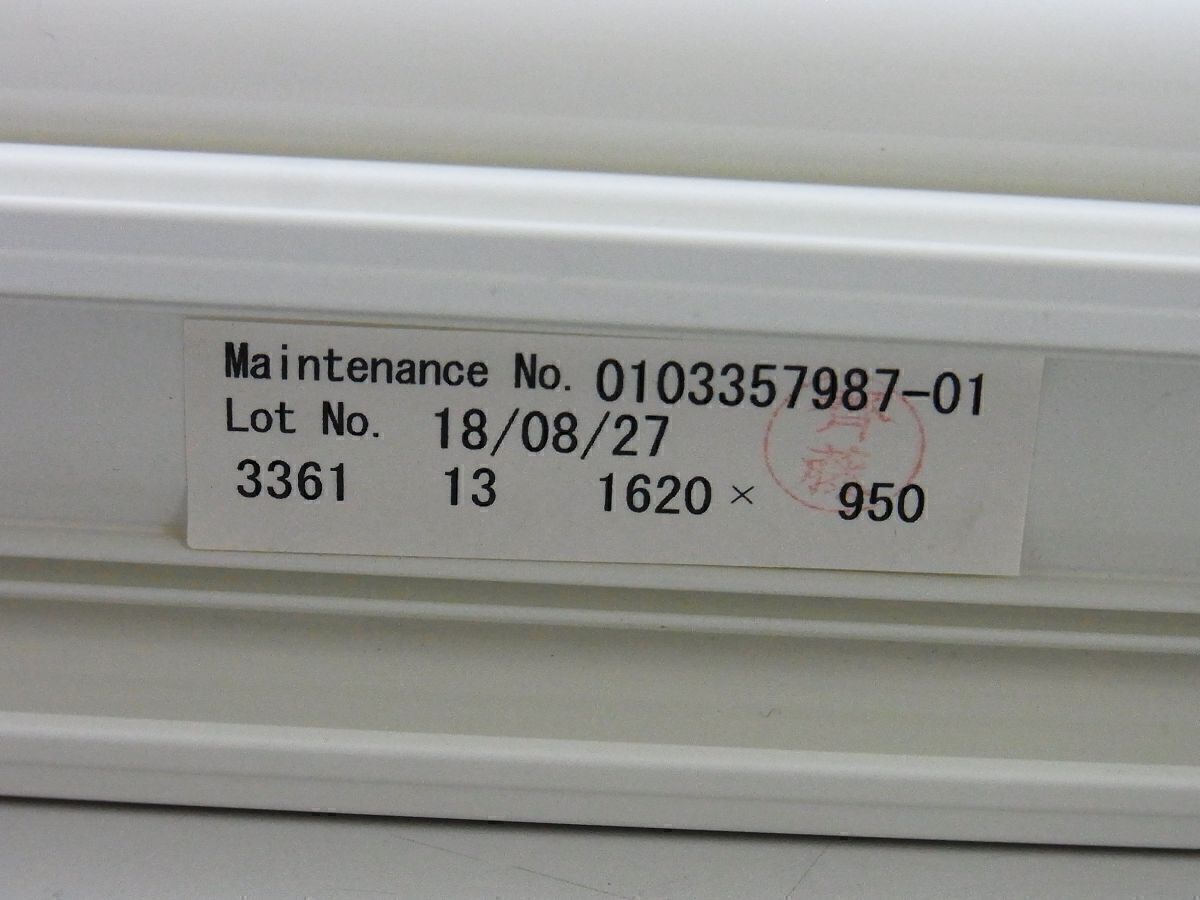 Maintenance No. 0103357987-01
Lot No. 18/08/27
3361 13 1620 × 950